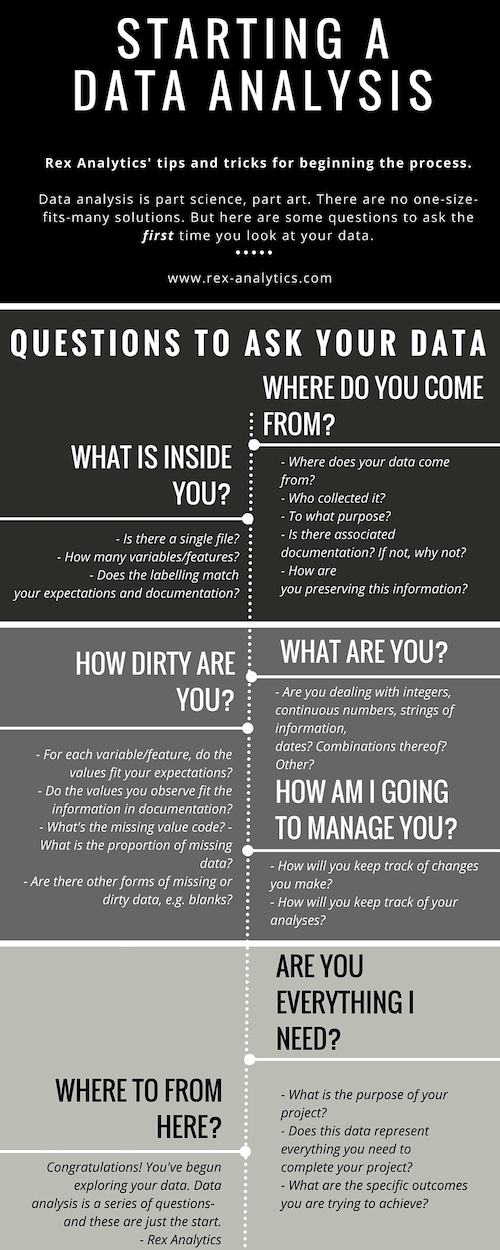 STARTING A
DATA ANALYSIS
Rex Analytics' tips and tricks for beginning the process.
Data analysis is part science, part art. There are no one-size-
fits-many solutions. But here are some questions to ask the
first time you look at your data.
www.rex-analytics.com
QUESTIONS TO ASK YOUR DATA
WHERE DO YOU COME
FROM?
- Where does your data come
from?
- Who collected it?
- To what purpose?
- Is there associated
documentation? If not, why not?
- How are
you preserving this information?
WHAT IS INSIDE
YOU?
- Is there a single file?
- How many variables/features?
- Does the labelling match
your expectations and documentation?
WHAT ARE YOU?
- Are you dealing with integers,
continuous numbers, strings of
information,
dates? Combinations thereof?
Other?
HOW DIRTY ARE
YOU?
- For each variable/feature, do the
values fit your expectations?
- Do the values you observe fit the
information in documentation?
- What's the missing value code? -
What is the proportion of missing
data?
- Are there other forms of missing or
dirty data, e.g. blanks?
HOW AM I GOING
TO MANAGE YOU?
- How will you keep track of changes
you make?
- How will you keep track of your
analyses?
ARE YOU
EVERYTHING I
NEED?
- What is the purpose of your
project?
- Does this data represent
everything you need to
complete your project?
- What are the specific outcomes
you are trying to achieve?
WHERE TO FROM
HERE?
Congratulations! You've begun
exploring your data. Data
analysis is a series of questions-
and these are just the start.
- Rex Analytics